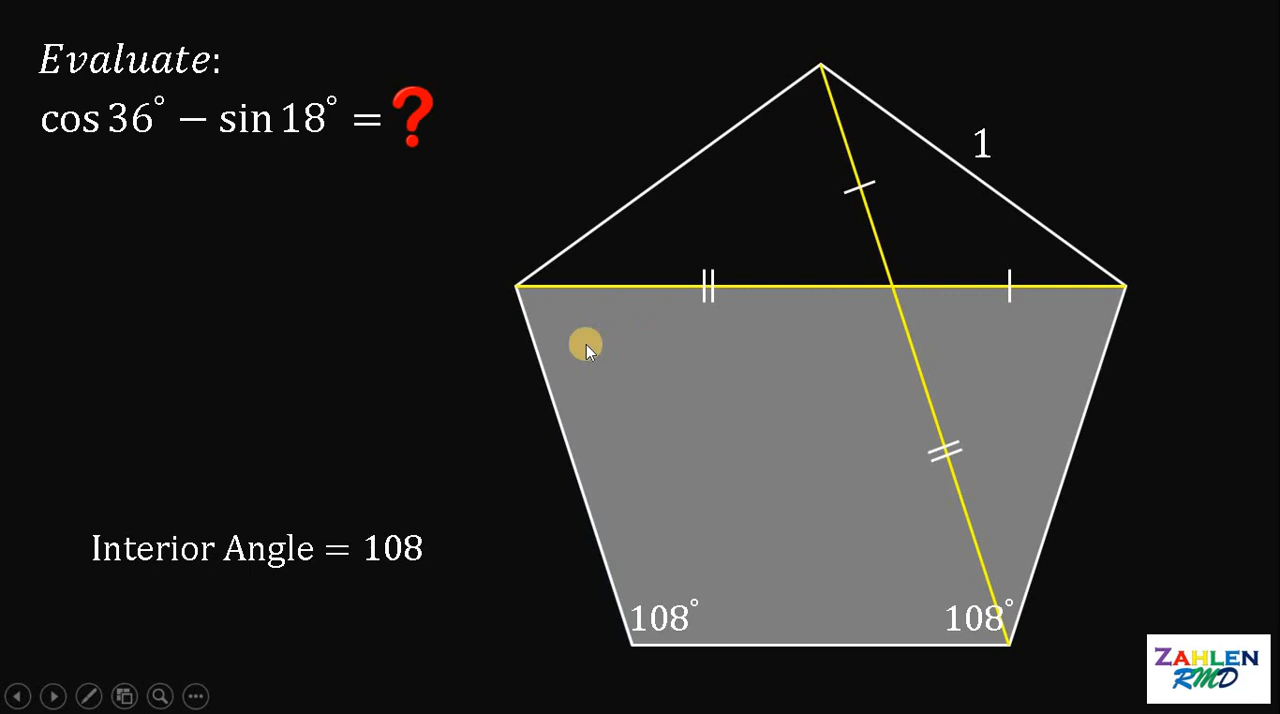 Evaluate:
cos 36° − sin 18° = ❓
1
Interior Angle = 108
108°
108°
ZAHLEN
RMD